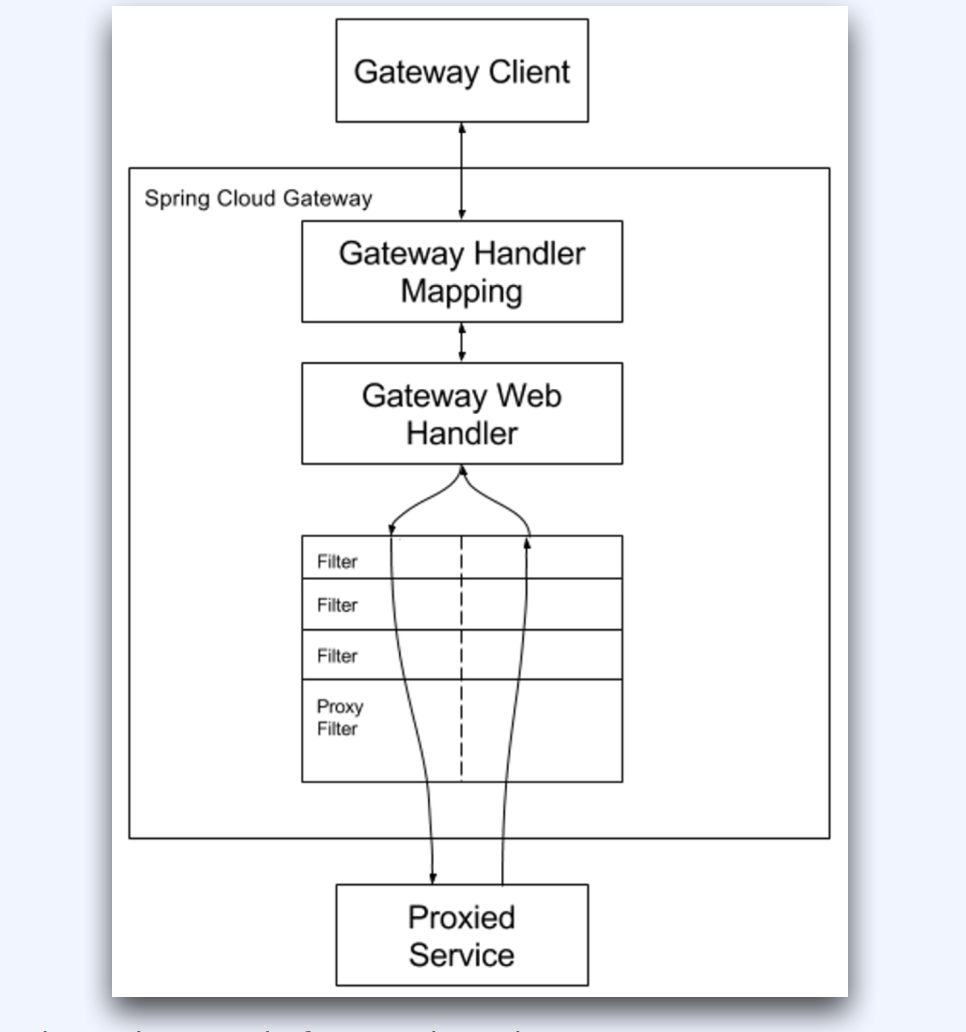 Gateway Client
Spring Cloud Gateway
Gateway Handler
Mapping
Gateway Web
Handler
Filter
Filter
Filter
Proxy
Filter
Proxied
Service